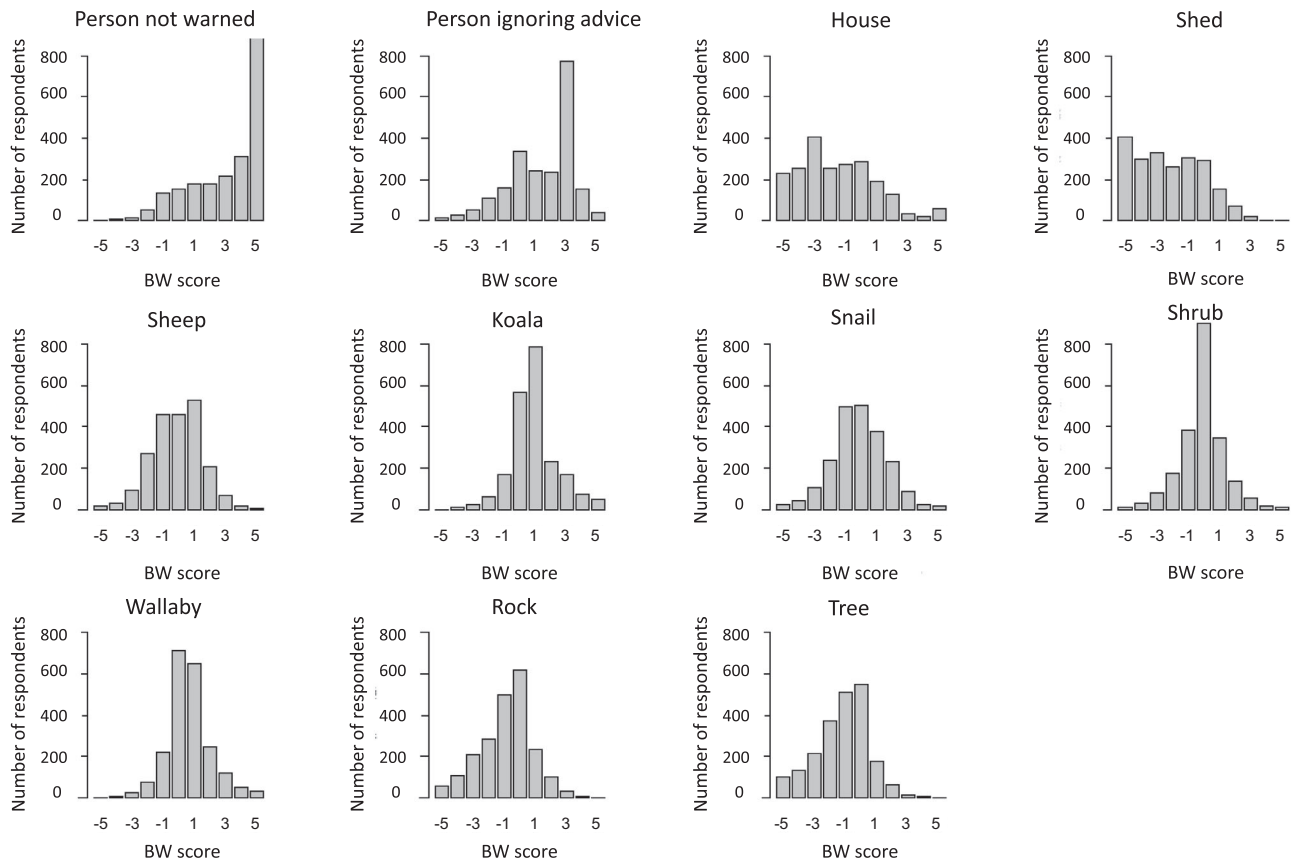 Person not warned
Number of respondents
800
600
400
200
0
-5 -3 -1 1 3 5
BW score
Person ignoring advice
Number of respondents
800
600
400
200
0
-5 -3 -1 1 3 5
BW score
House
Number of respondents
800
600
400
200
0
-5 -3 -1 1 3 5
BW score
Shed
Number of respondents
800
600
400
200
0
-5 -3 -1 1 3 5
BW score
Sheep
Number of respondents
800
600
400
200
0
-5 -3 -1 1 3 5
BW score
Koala
Number of respondents
800
600
400
200
0
-5 -3 -1 1 3 5
BW score
Snail
Number of respondents
800
600
400
200
0
-5 -3 -1 1 3 5
BW score
Shrub
Number of respondents
800
600
400
200
0
-5 -3 -1 1 3 5
BW score
Wallaby
Number of respondents
800
600
400
200
0
-5 -3 -1 1 3 5
BW score
Rock
Number of respondents
800
600
400
200
0
-5 -3 -1 1 3 5
BW score
Tree
Number of respondents
800
600
400
200
0
-5 -3 -1 1 3 5
BW score